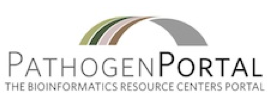 PATHOGENPORTAL
THE BIOINFORMATICS RESOURCE CENTERS PORTAL